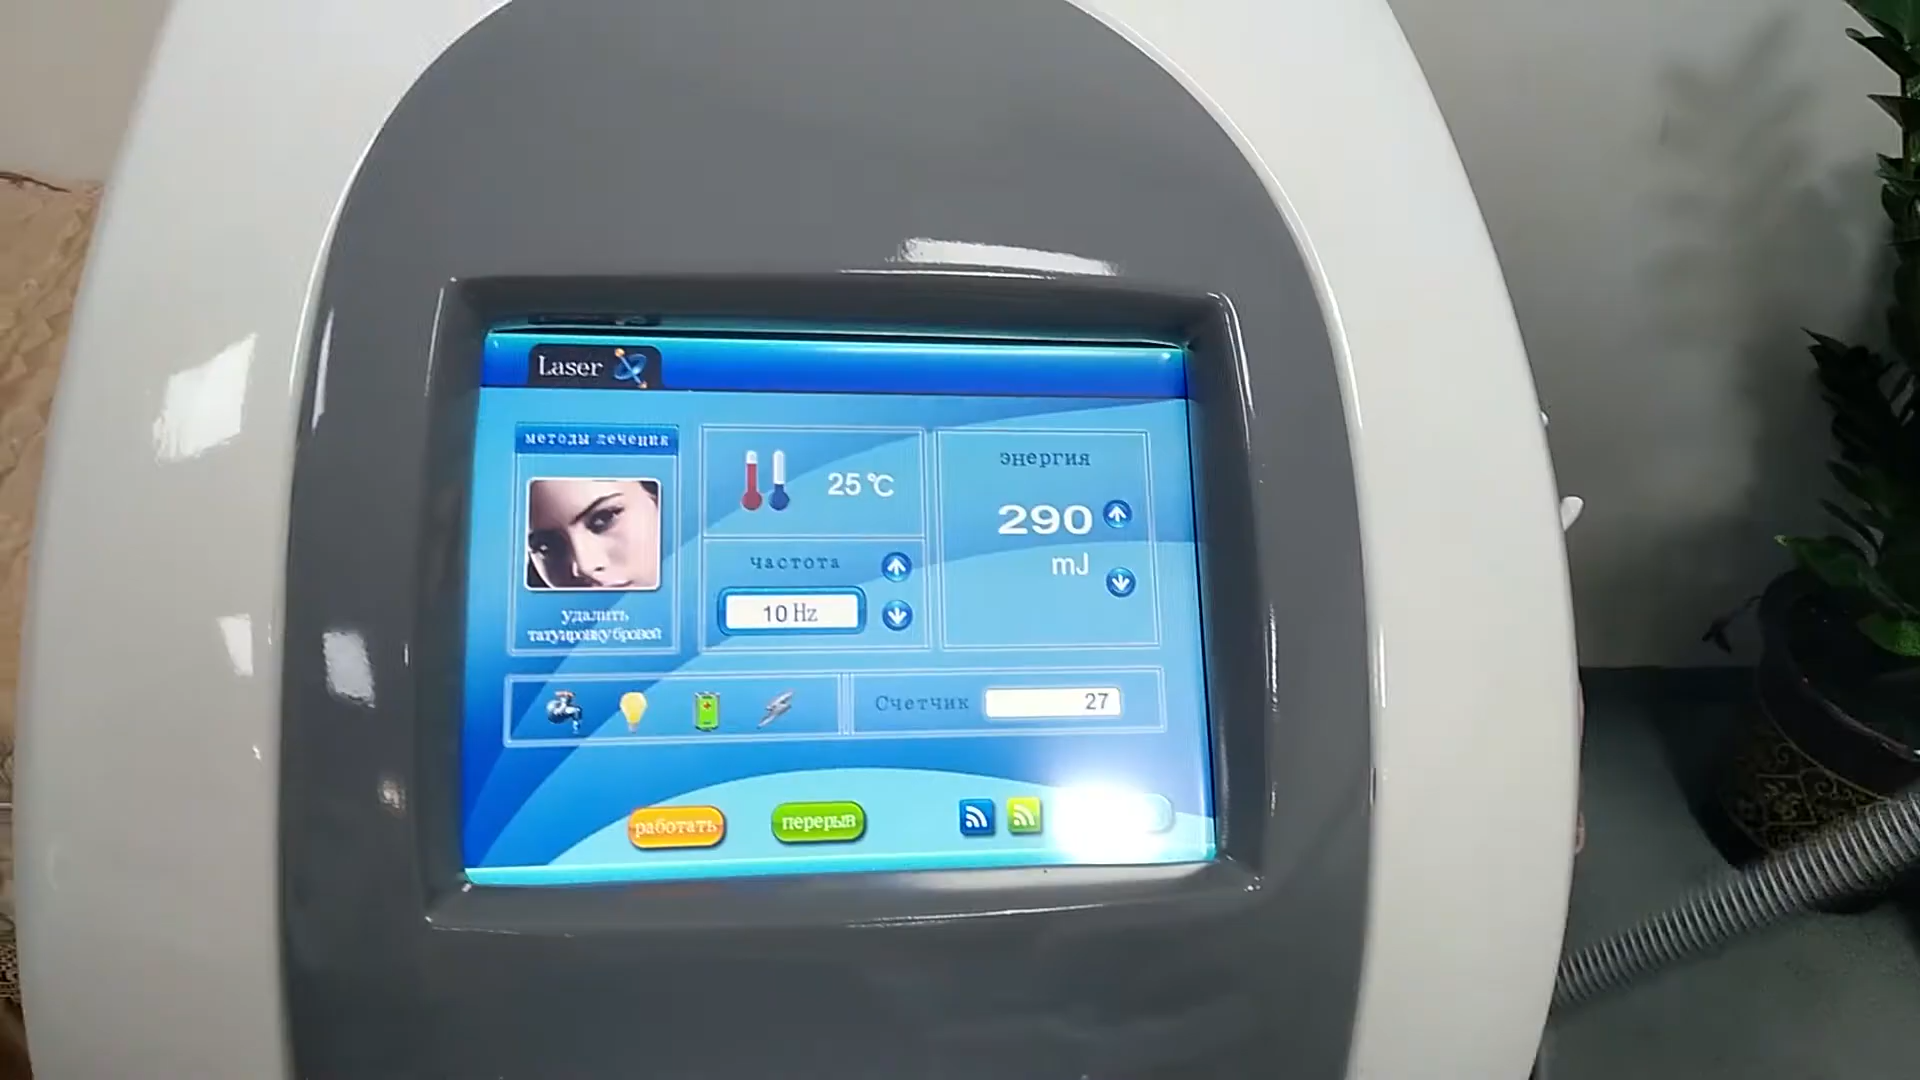 Laser
методы лечения
25 ℃
энергия
290
mJ
частота
10 Hz
удалить
татуировку бровей
Счетчик 27
работать
перерыв